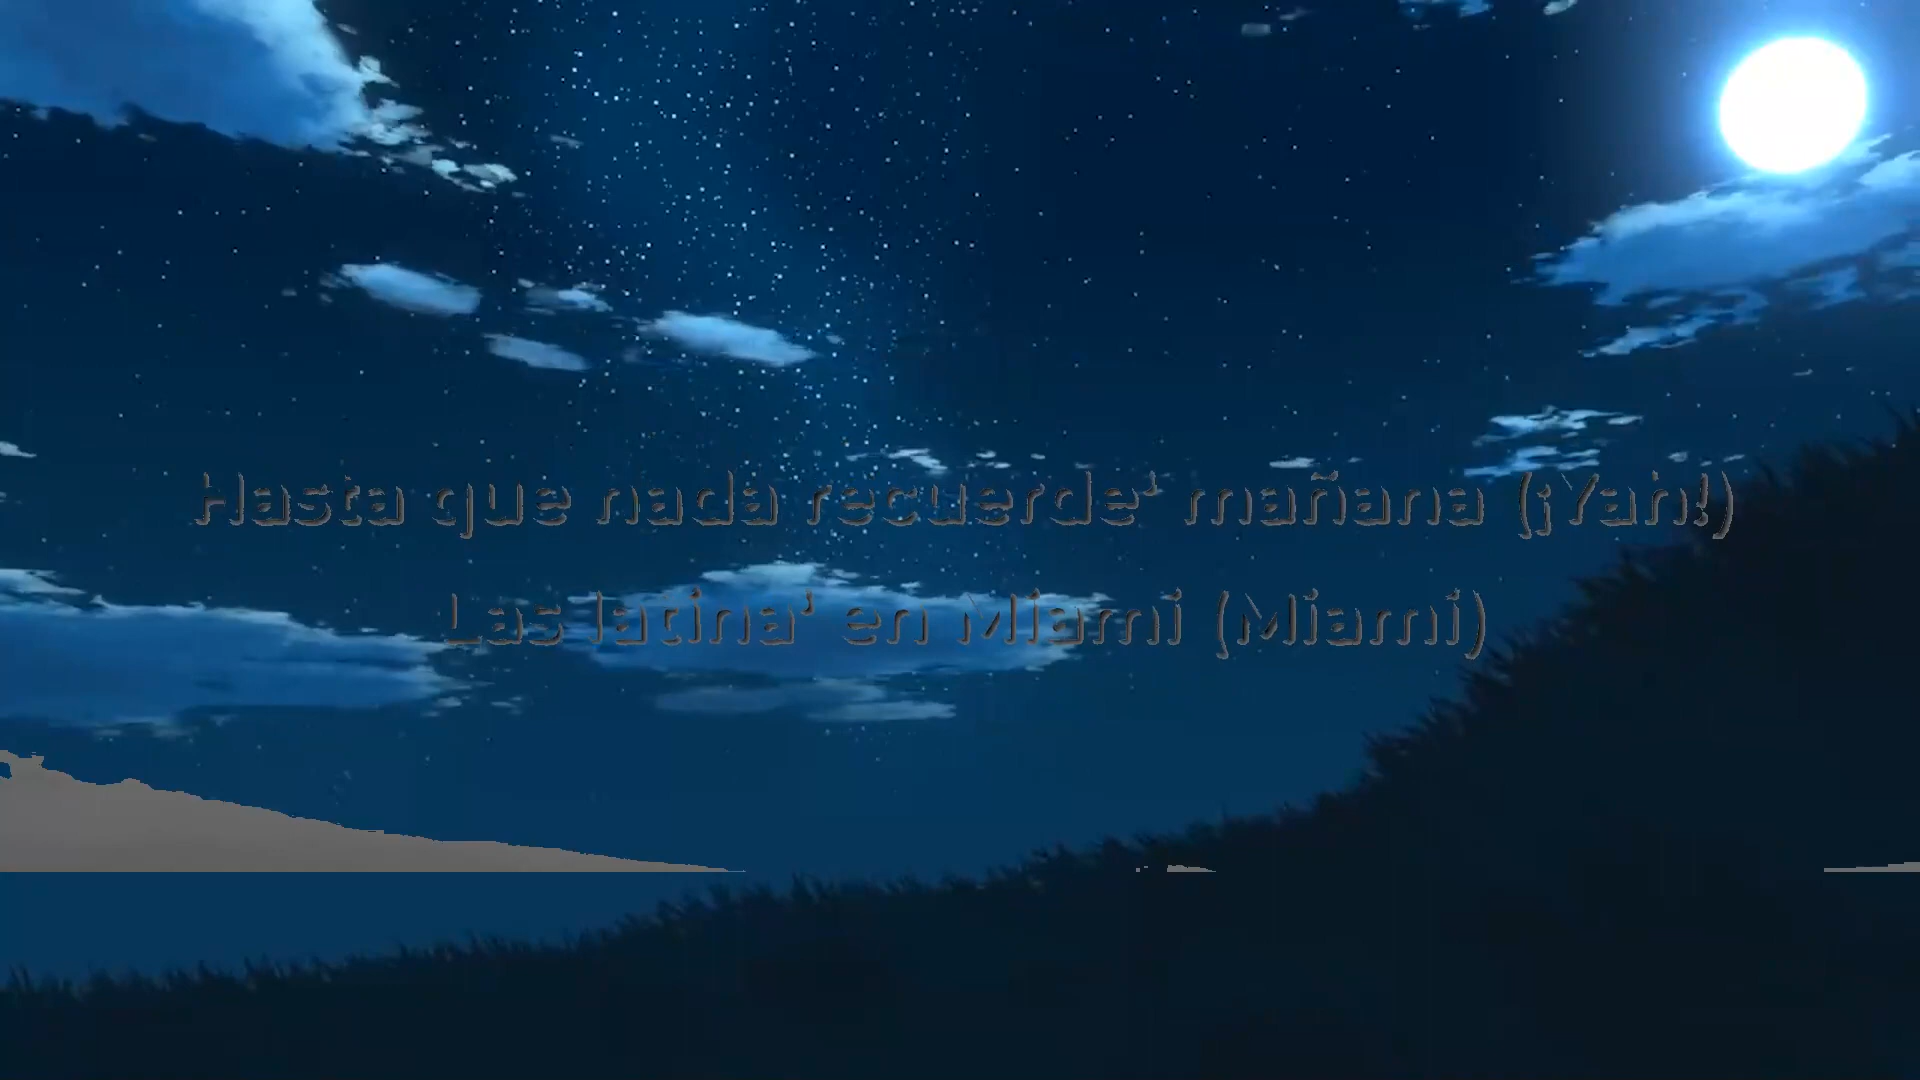 Hasta que nada recuerde' mañana (¡Yah!)
Las latina' en Miami (Miami)